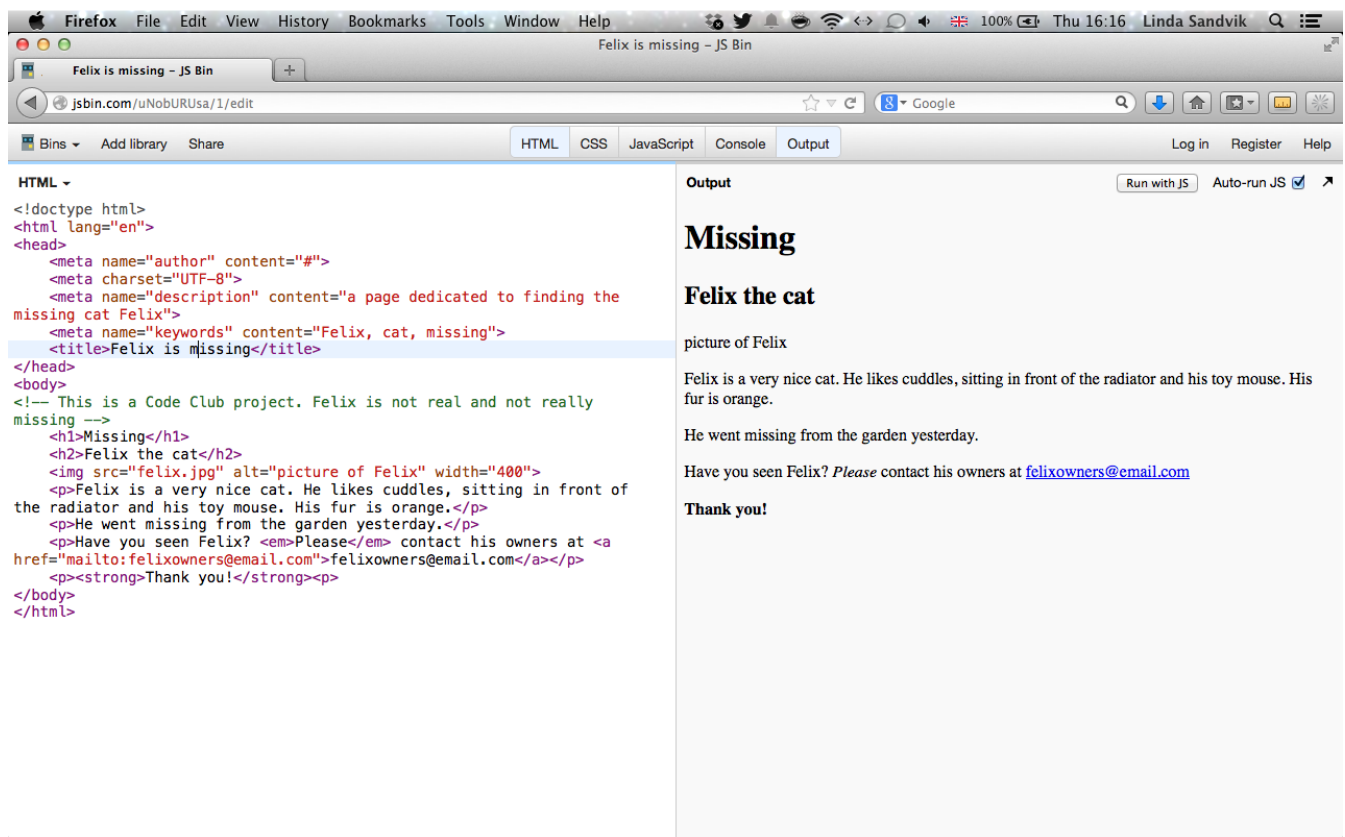 Firefox File Edit View History Bookmarks Tools Window Help 100% Thu 16:16 Linda Sandvik
Felix is missing – JS Bin
Felix is missing – JS Bin
jsbin.com/uNobURUsa/1/edit Google
Bins Add library Share HTML CSS JavaScript Console Output Log in Register Help
HTML
<!doctype html>
<html lang="en">
<head>
    <meta name="author" content="#">
    <meta charset="UTF-8">
    <meta name="description" content="a page dedicated to finding the
missing cat Felix">
    <meta name="keywords" content="Felix, cat, missing">
    <title>Felix is missing</title>
</head>
<body>
<!-- This is a Code Club project. Felix is not real and not really
missing -->
    <h1>Missing</h1>
    <h2>Felix the cat</h2>
    <img src="felix.jpg" alt="picture of Felix" width="400">
    <p>Felix is a very nice cat. He likes cuddles, sitting in front of
the radiator and his toy mouse. His fur is orange.</p>
    <p>He went missing from the garden yesterday.</p>
    <p>Have you seen Felix? <em>Please</em> contact his owners at <a
href="mailto:felixowners@email.com">felixowners@email.com</a></p>
    <p><strong>Thank you!</strong><p>
</body>
</html>
Output Run with JS Auto-run JS
Missing
Felix the cat
picture of Felix
Felix is a very nice cat. He likes cuddles, sitting in front of the radiator and his toy mouse. His
fur is orange.
He went missing from the garden yesterday.
Have you seen Felix? Please contact his owners at felixowners@email.com
Thank you!